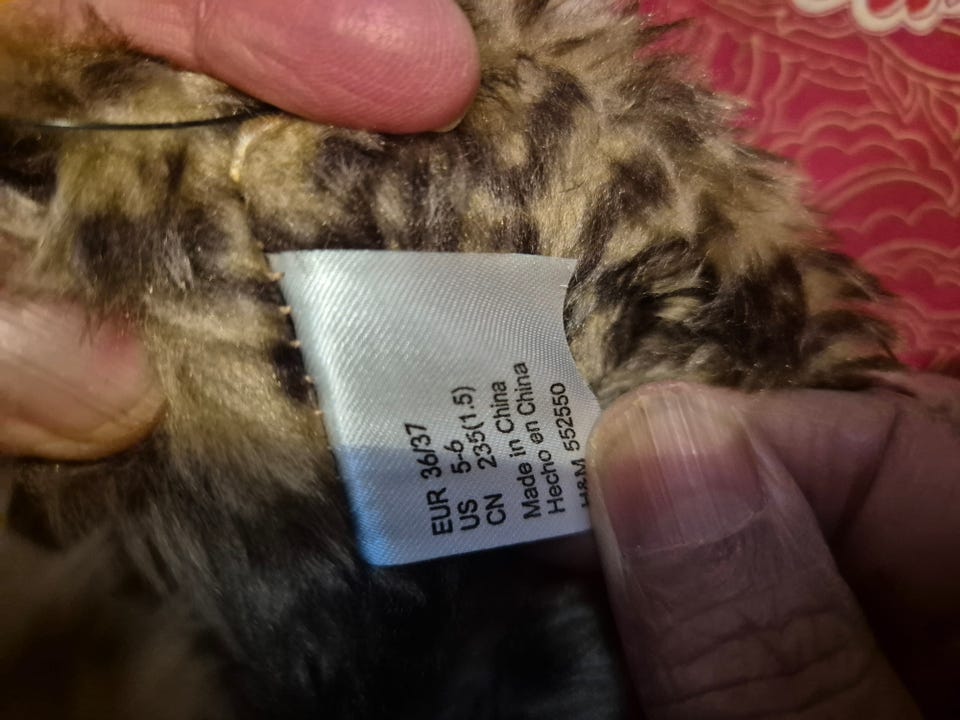 EUR 36/37
US 5-6
CN 235(1.5)
Made in China
Hecho en China
H&M 552550